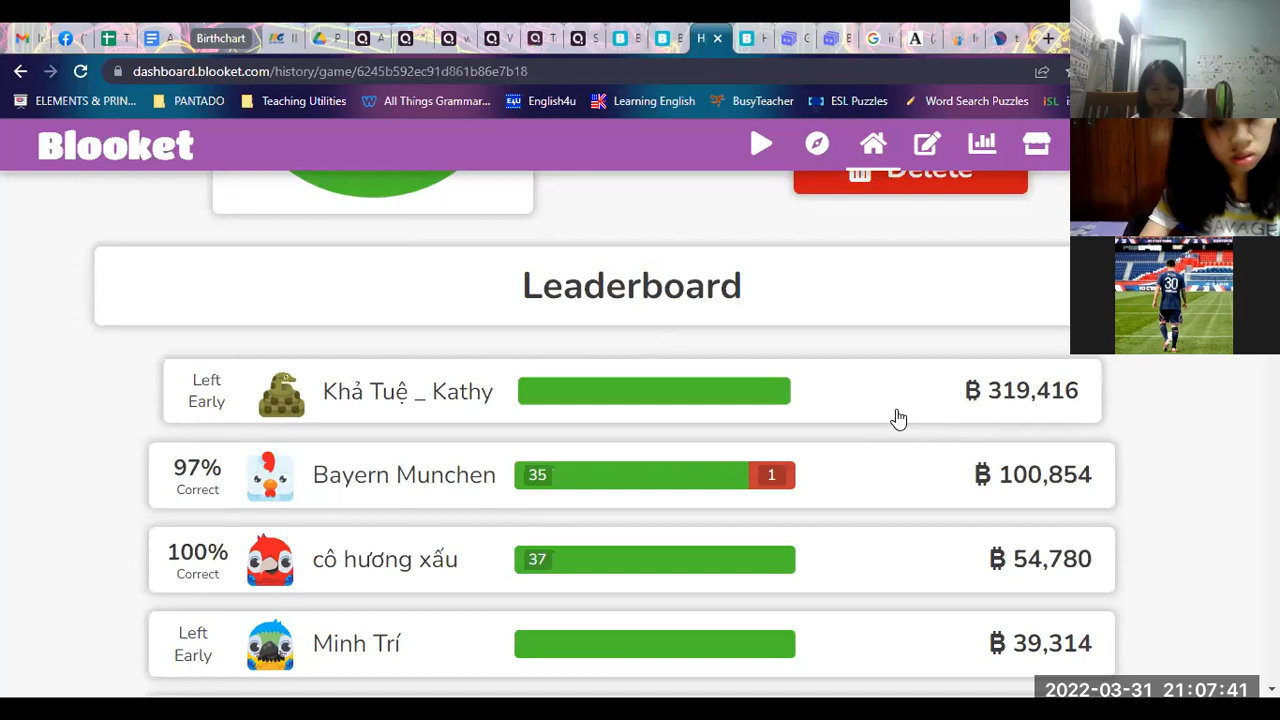 Birthchart
dashboard.blooket.com/history/game/6245b592ec91d861b86e7b18
ELEMENTS & PRIN... PANTADO Teaching Utilities All Things Grammar... English4u Learning English BusyTeacher ESL Puzzles Word Search Puzzles iSL
Blooket
Delete
Leaderboard
Left Early Khả Tuệ _ Kathy ₿ 319,416
97% Correct Bayern Munchen 35 1 ₿ 100,854
100% Correct cô hương xấu 37 ₿ 54,780
Left Early Minh Trí ₿ 39,314
SAVAGE
30
2022-03-31 21:07:41